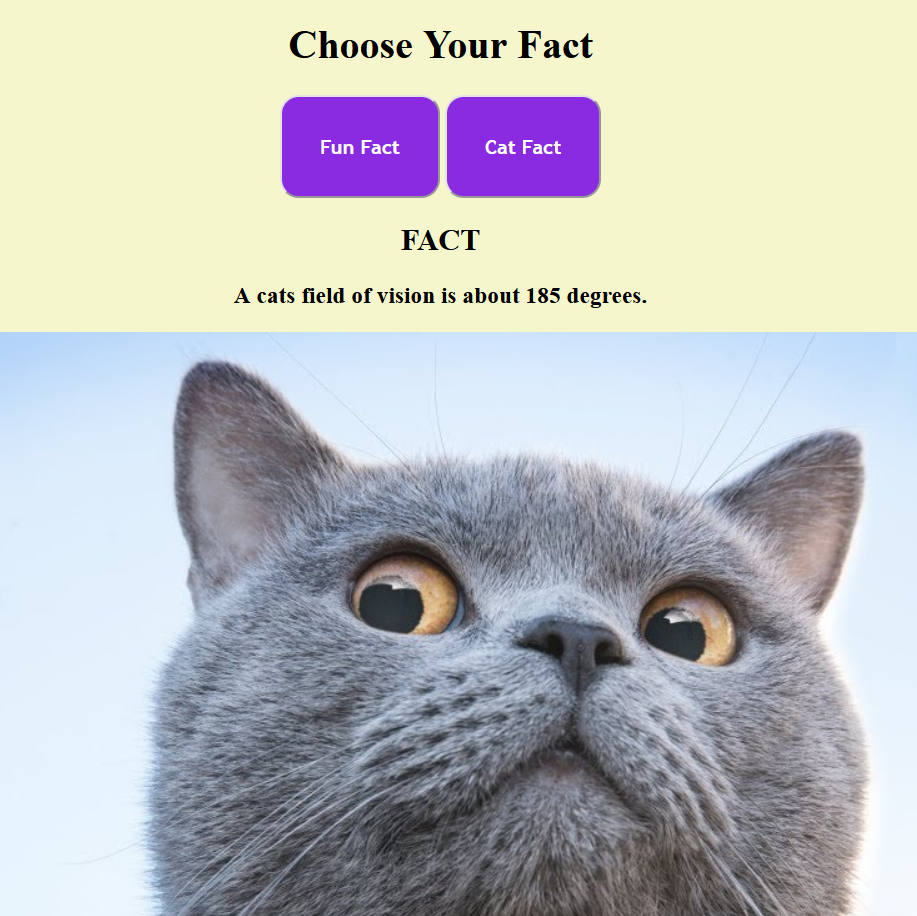 Choose Your Fact
Fun Fact Cat Fact
FACT
A cats field of vision is about 185 degrees.